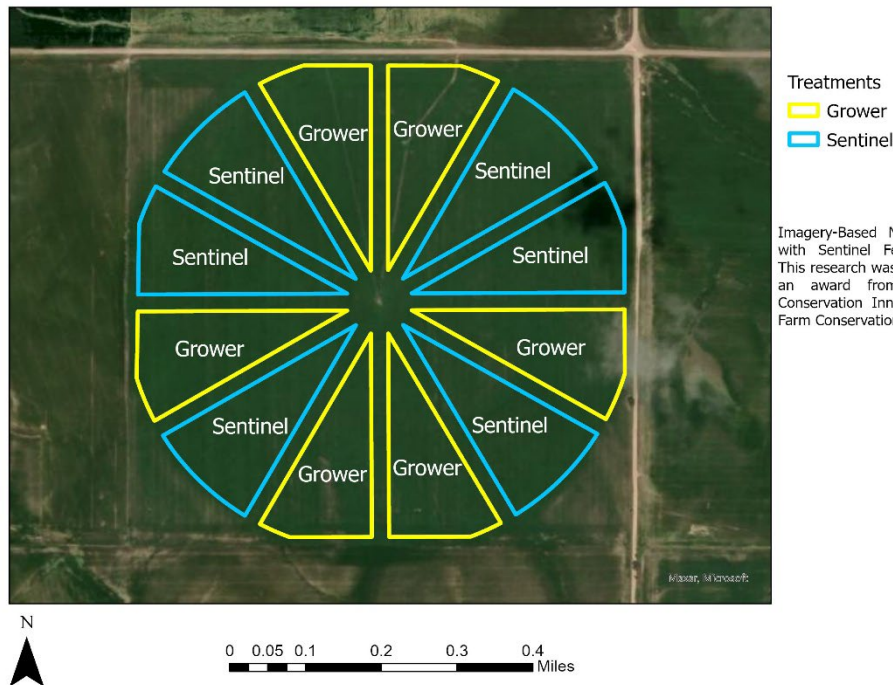 Treatments
Grower
Sentinel
Grower
Grower
Sentinel
Sentinel
Sentinel
Sentinel
Grower
Grower
Sentinel
Sentinel
Grower
Grower
Imagery-Based N
with Sentinel Fe
This research was
an award from
Conservation Inn
Farm Conservation
Maxar, Microsoft
N
0 0.05 0.1 0.2 0.3 0.4
Miles